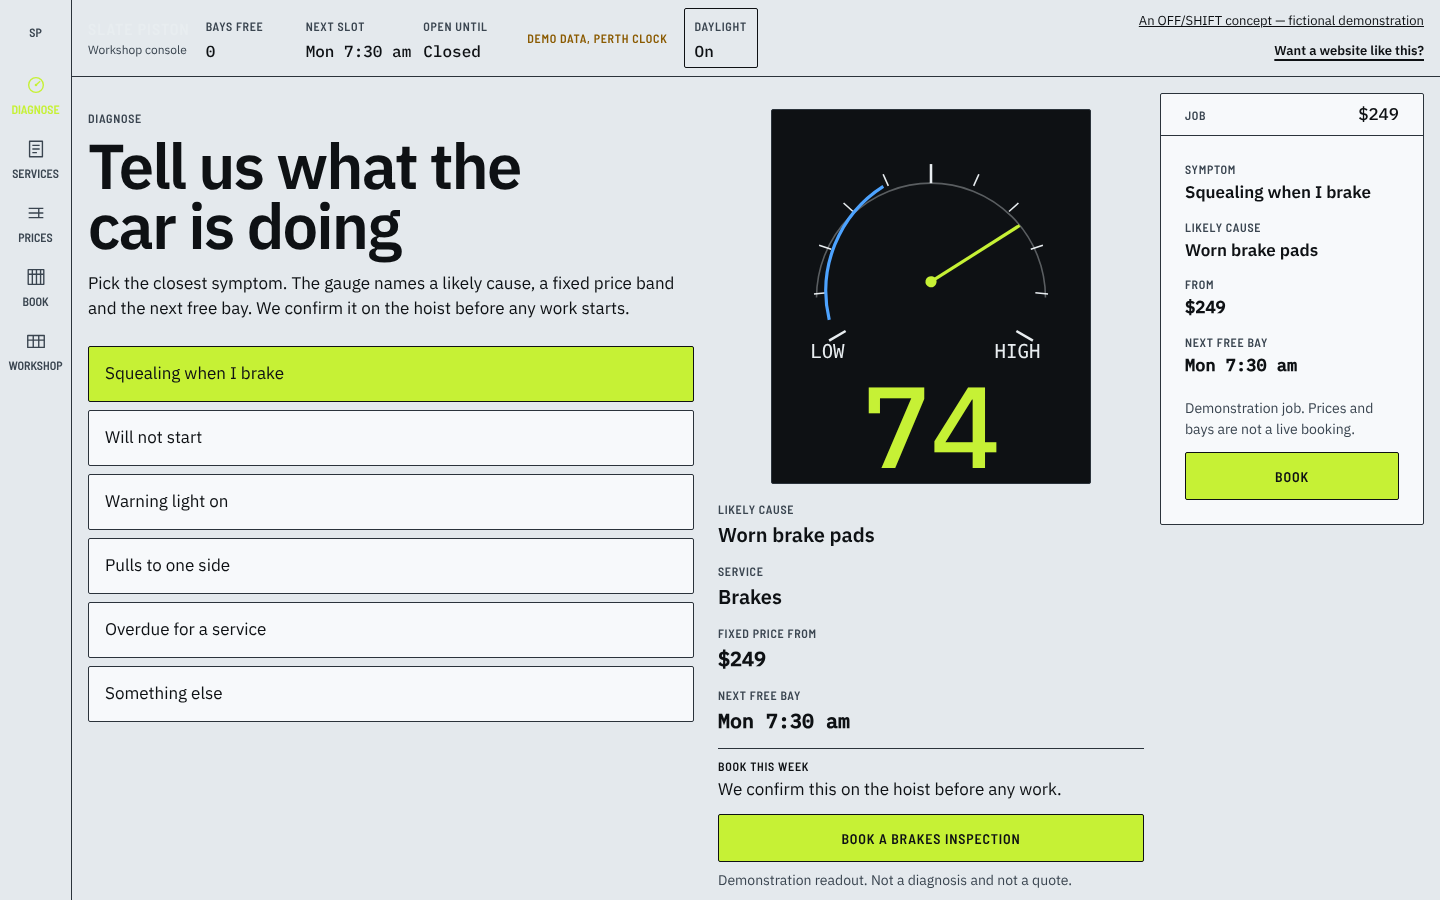 SP
DIAGNOSE
SERVICES
PRICES
BOOK
WORKSHOP
SLATE PISTON
Workshop console
BAYS FREE
0
NEXT SLOT
Mon 7:30 am
OPEN UNTIL
Closed
DEMO DATA, PERTH CLOCK
DAYLIGHT
On
An OFF/SHIFT concept — fictional demonstration
Want a website like this?
DIAGNOSE
Tell us what the
car is doing
Pick the closest symptom. The gauge names a likely cause, a fixed price band
and the next free bay. We confirm it on the hoist before any work starts.
Squealing when I brake
Will not start
Warning light on
Pulls to one side
Overdue for a service
Something else
LOW
HIGH
74
LIKELY CAUSE
Worn brake pads
SERVICE
Brakes
FIXED PRICE FROM
$249
NEXT FREE BAY
Mon 7:30 am
BOOK THIS WEEK
We confirm this on the hoist before any work.
BOOK A BRAKES INSPECTION
Demonstration readout. Not a diagnosis and not a quote.
JOB
$249
SYMPTOM
Squealing when I brake
LIKELY CAUSE
Worn brake pads
FROM
$249
NEXT FREE BAY
Mon 7:30 am
Demonstration job. Prices and
bays are not a live booking.
BOOK